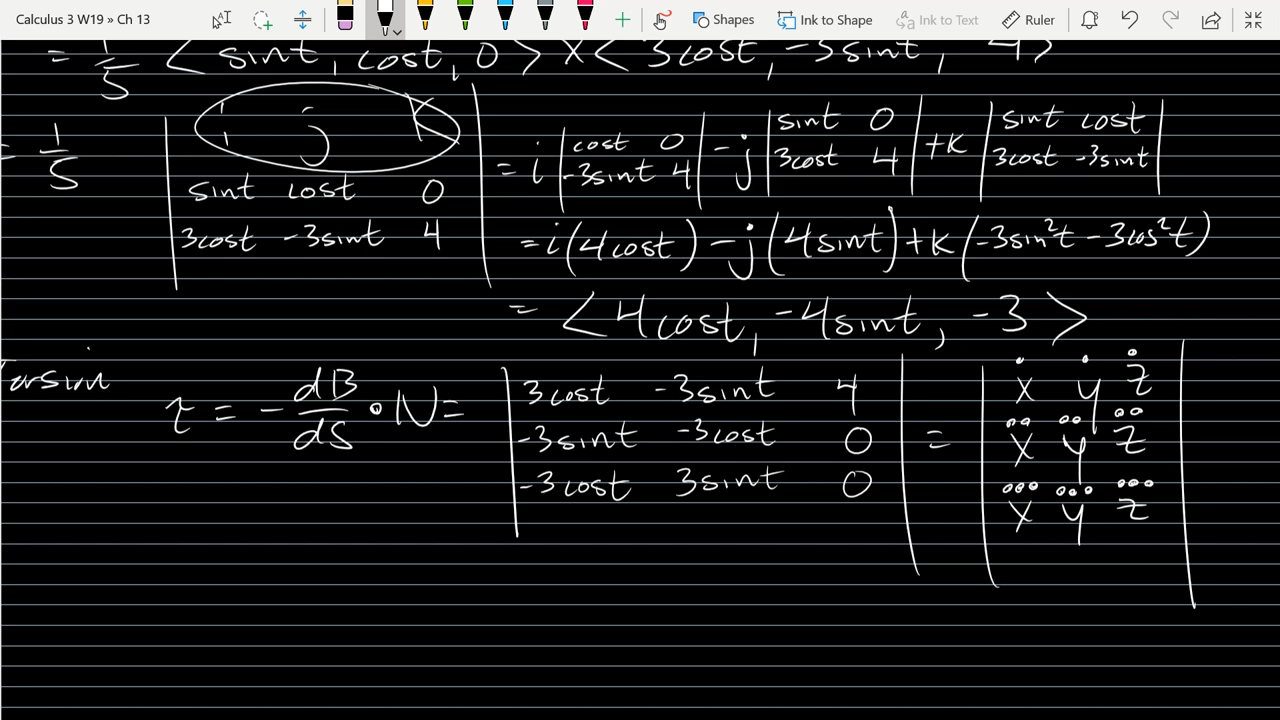 Calculus 3 W19 » Ch 13
Shapes Ink to Shape Ink to Text Ruler
= 1/5 < sint, cost, 0 > x < 3cost, -3sint, 4 >
= 1/5 | i j K | = i | cost 0 | - j | sint 0 | + K | sint cost |
| sint cost 0 | | -3sint 4 | | 3cost 4 | | 3cost -3sint |
| 3cost -3sint 4 | = i(4cost) - j(4sint) + K(-3sin²t - 3cos²t)
= < 4cost, -4sint, -3 >
Torsion
τ = - dB/dS • N = | 3cost -3sint 4 | = | ẋ ẏ ż |
| -3sint -3cost 0 | | ẍ ÿ z̈ |
| -3cost 3sint 0 | | x⃛ y⃛ z⃛ |